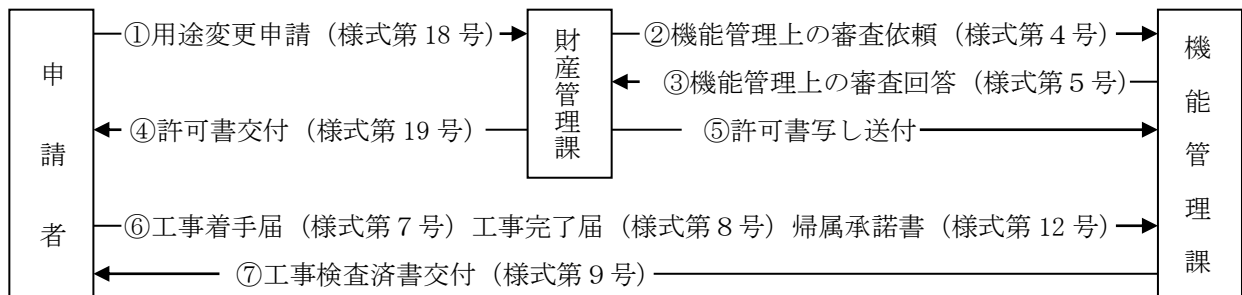 申請者
財産管理課
機能管理課
①用途変更申請（様式第 18 号）
②機能管理上の審査依頼（様式第４号）
③機能管理上の審査回答（様式第５号）
④許可書交付（様式第 19 号）
⑤許可書写し送付
⑥工事着手届（様式第７号）工事完了届（様式第８号）帰属承諾書（様式第 12 号）
⑦工事検査済書交付（様式第９号）